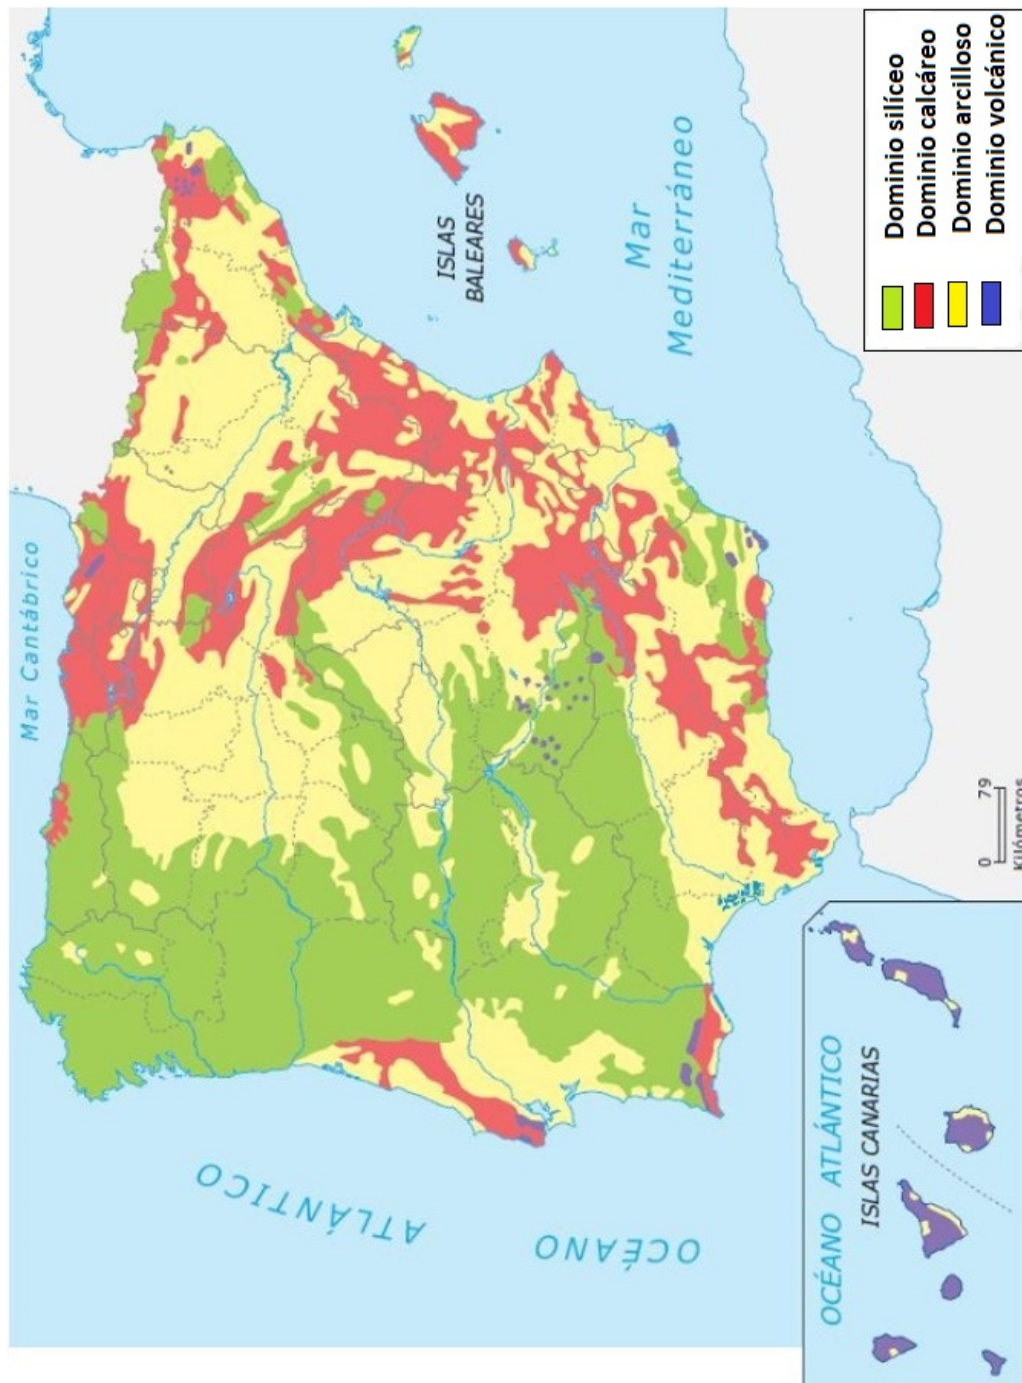 Mar Cantábrico
ISLAS
BALEARES
Mar
Mediterráneo
OCÉANO
ATLÁNTICO
0 79
Kilómetros
OCÉANO ATLÁNTICO
ISLAS CANARIAS
Dominio silíceo
Dominio calcáreo
Dominio arcilloso
Dominio volcánico